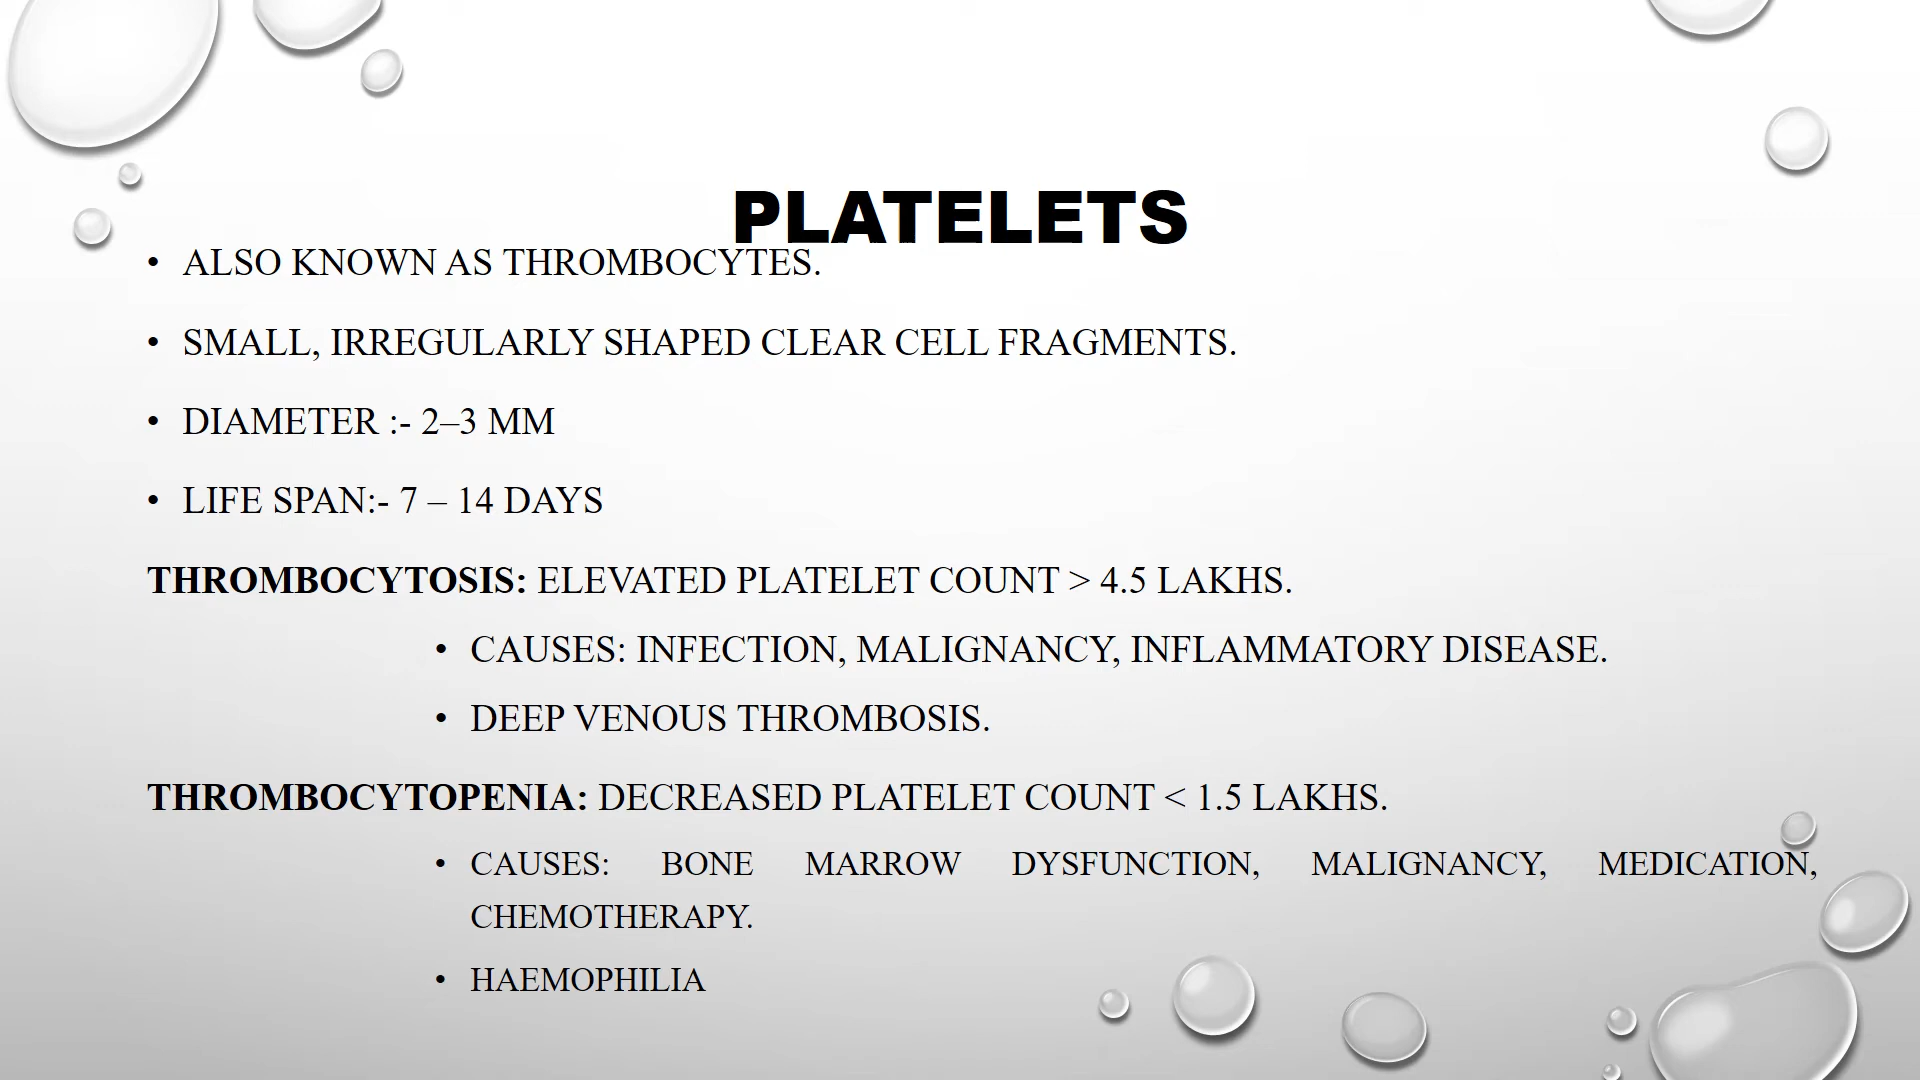 PLATELETS
• ALSO KNOWN AS THROMBOCYTES.
• SMALL, IRREGULARLY SHAPED CLEAR CELL FRAGMENTS.
• DIAMETER :- 2–3 MM
• LIFE SPAN:- 7 – 14 DAYS
THROMBOCYTOSIS: ELEVATED PLATELET COUNT > 4.5 LAKHS.
• CAUSES: INFECTION, MALIGNANCY, INFLAMMATORY DISEASE.
• DEEP VENOUS THROMBOSIS.
THROMBOCYTOPENIA: DECREASED PLATELET COUNT < 1.5 LAKHS.
• CAUSES: BONE MARROW DYSFUNCTION, MALIGNANCY, MEDICATION,
CHEMOTHERAPY.
• HAEMOPHILIA